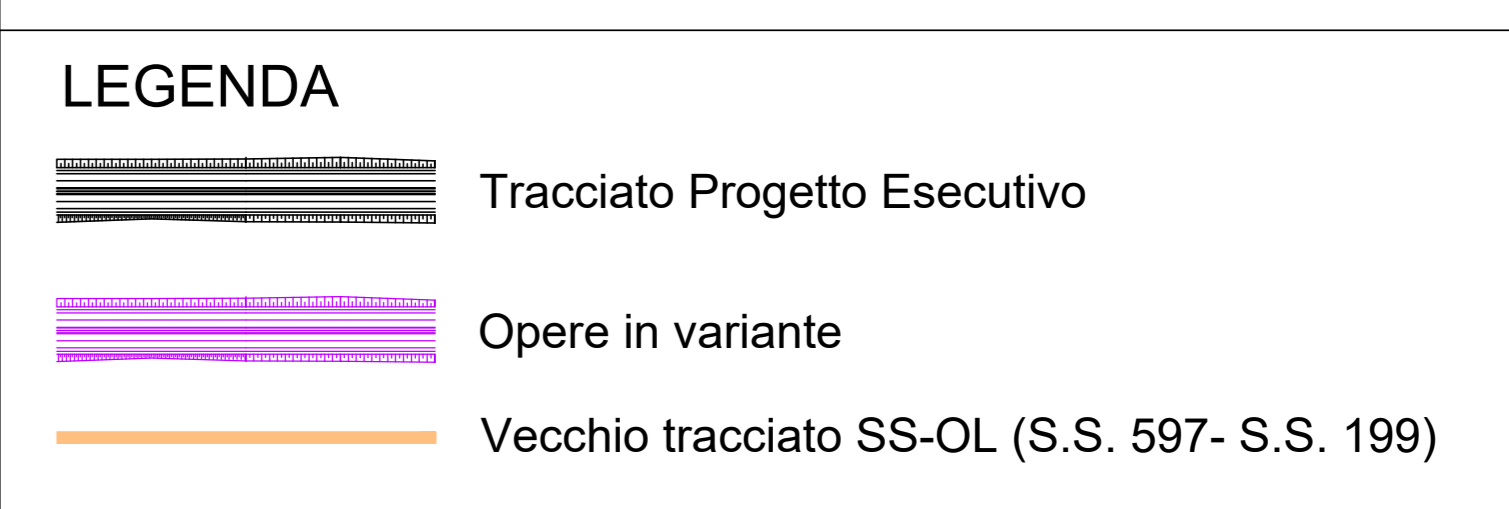 LEGENDA
Tracciato Progetto Esecutivo
Opere in variante
Vecchio tracciato SS-OL (S.S. 597- S.S. 199)